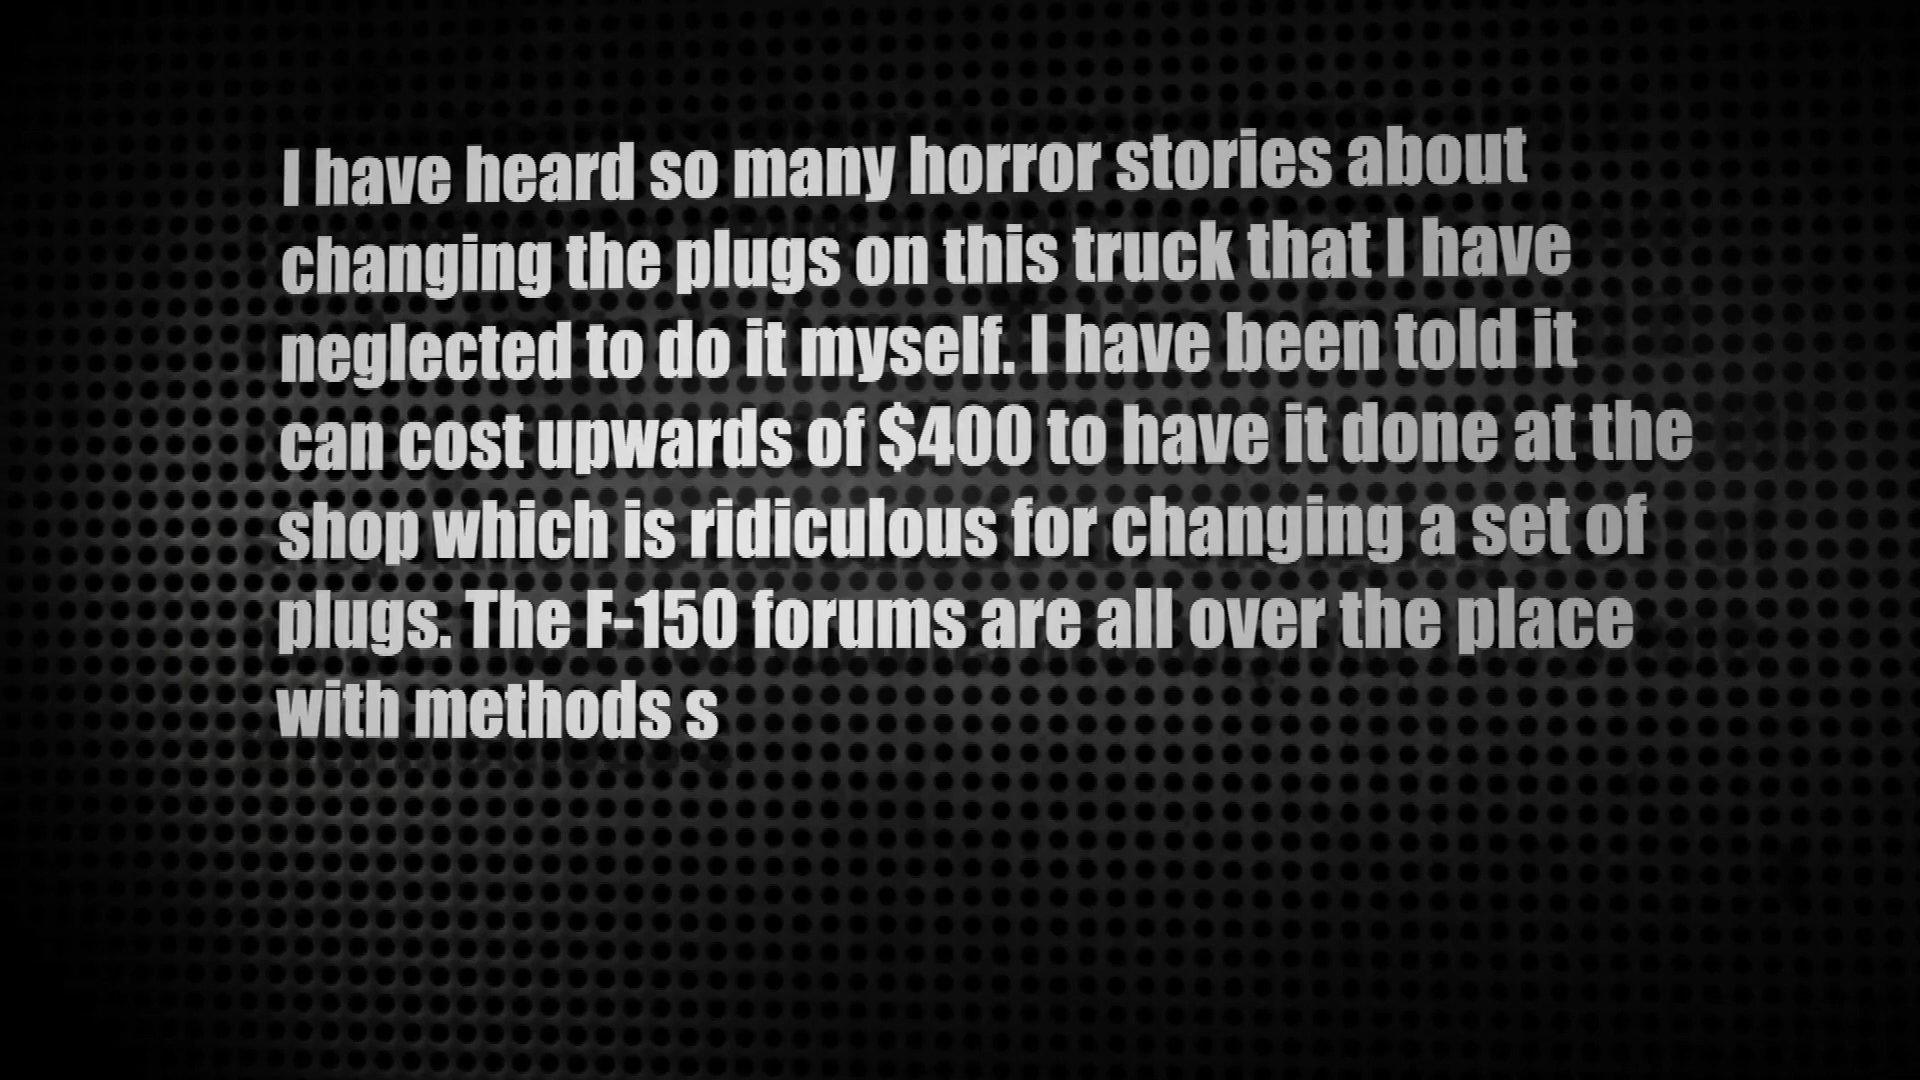 I have heard so many horror stories about
changing the plugs on this truck that I have
neglected to do it myself. I have been told it
can cost upwards of $400 to have it done at the
shop which is ridiculous for changing a set of
plugs. The F-150 forums are all over the place
with methods s